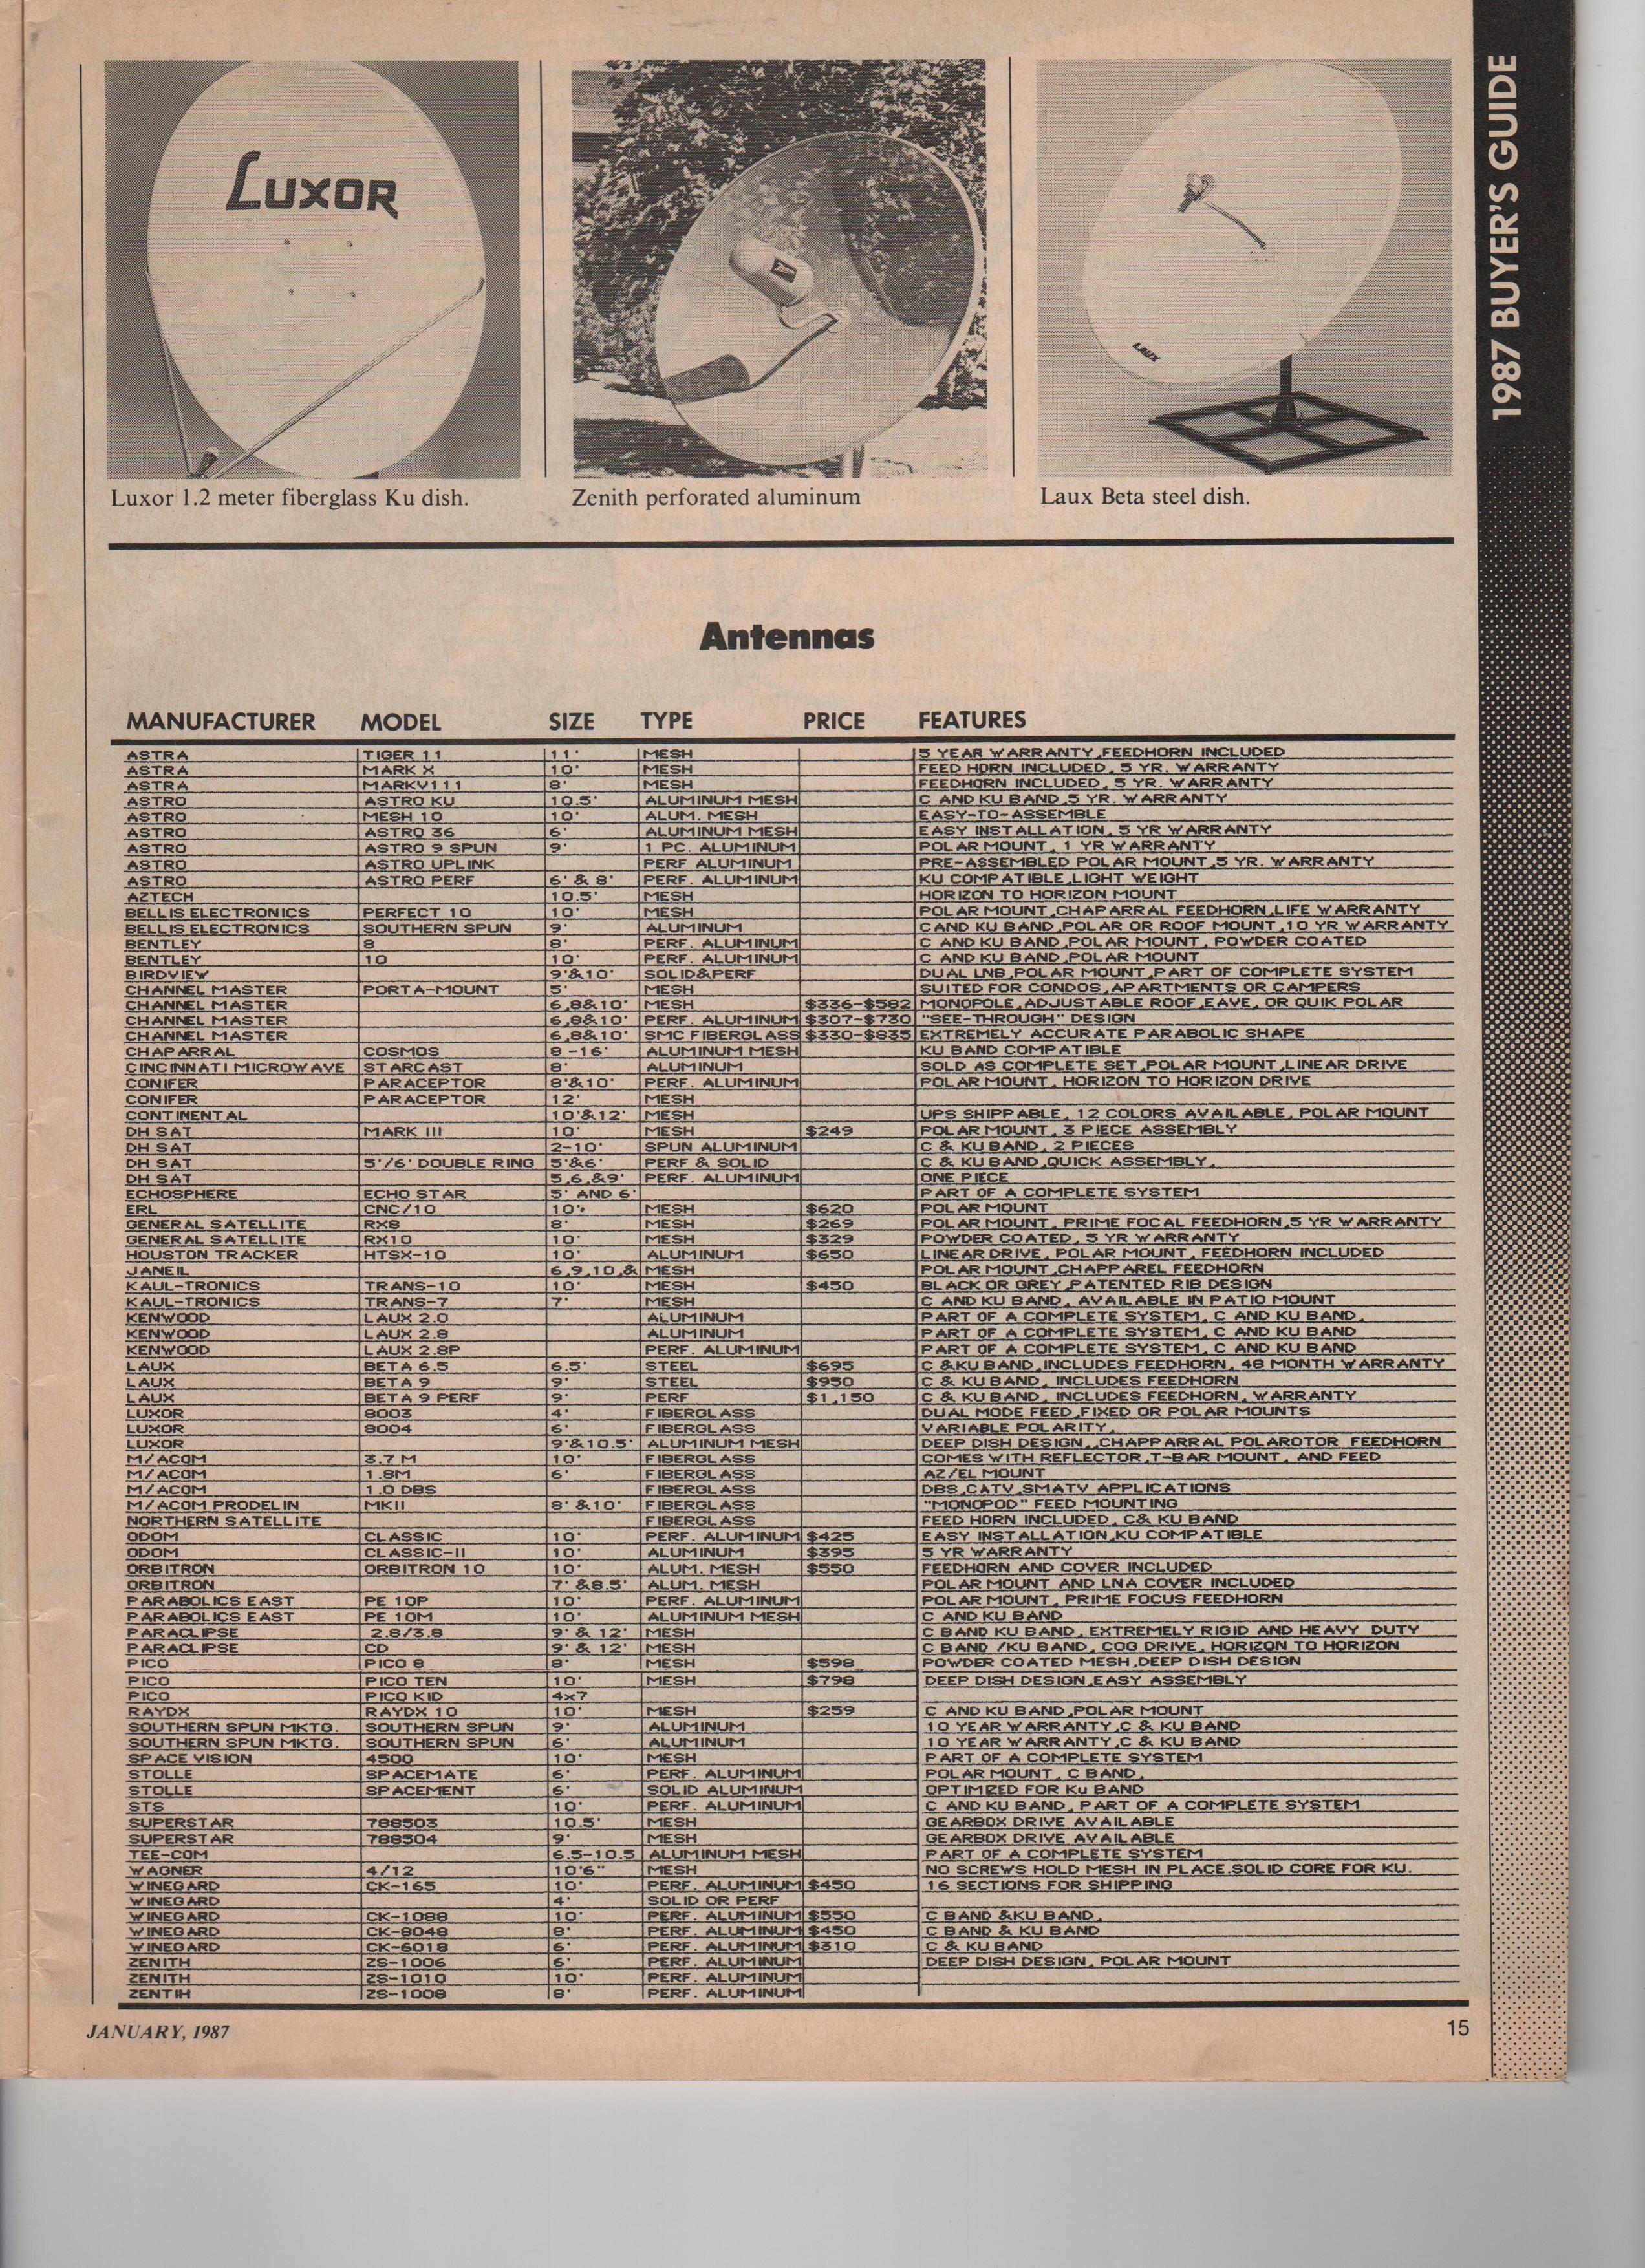 LUXOR
LAUX
1987 BUYER'S GUIDE
Luxor 1.2 meter fiberglass Ku dish.
Zenith perforated aluminum
Laux Beta steel dish.
Antennas
MANUFACTURER MODEL SIZE TYPE PRICE FEATURES
ASTRA TIGER 11 11' MESH 5 YEAR WARRANTY,FEEDHORN INCLUDED
ASTRA MARK X 10' MESH FEED HORN INCLUDED, 5 YR. WARRANTY
ASTRA MARKV111 8' MESH FEEDHORN INCLUDED, 5 YR. WARRANTY
ASTRO ASTRO KU 10.5' ALUMINUM MESH C AND KU BAND,5 YR. WARRANTY
ASTRO MESH 10 10' ALUM. MESH EASY-TO-ASSEMBLE
ASTRO ASTRO 36 6' ALUMINUM MESH EASY INSTALLATION, 5 YR WARRANTY
ASTRO ASTRO 9 SPUN 9' 1 PC. ALUMINUM POLAR MOUNT, 1 YR WARRANTY
ASTRO ASTRO UPLINK PERF ALUMINUM PRE-ASSEMBLED POLAR MOUNT,5 YR. WARRANTY
ASTRO ASTRO PERF 6' & 8' PERF. ALUMINUM KU COMPATIBLE,LIGHT WEIGHT
AZTECH 10.5' MESH HORIZON TO HORIZON MOUNT
BELLIS ELECTRONICS PERFECT 10 10' MESH POLAR MOUNT,CHAPARRAL FEEDHORN,LIFE WARRANTY
BELLIS ELECTRONICS SOUTHERN SPUN 9' ALUMINUM CAND KU BAND,POLAR OR ROOF MOUNT,10 YR WARRANTY
BENTLEY 8 8' PERF. ALUMINUM C AND KU BAND,POLAR MOUNT, POWDER COATED
BENTLEY 10 10' PERF. ALUMINUM C AND KU BAND,POLAR MOUNT
BIRDVIEW 9'&10' SOLID&PERF DUAL LNB,POLAR MOUNT,PART OF COMPLETE SYSTEM
CHANNEL MASTER PORTA-MOUNT 5' MESH SUITED FOR CONDOS,APARTMENTS OR CAMPERS
CHANNEL MASTER 6,8&10' MESH $336-$582 MONOPOLE,ADJUSTABLE ROOF,EAVE, OR QUIK POLAR
CHANNEL MASTER 6,8&10' PERF. ALUMINUM $307-$730 "SEE-THROUGH" DESIGN
CHANNEL MASTER 6,8&10' SMC FIBERGLASS $330-$835 EXTREMELY ACCURATE PARABOLIC SHAPE
CHAPARRAL COSMOS 8 -16' ALUMINUM MESH KU BAND COMPATIBLE
CINCINNATI MICROWAVE STARCAST 8' ALUMINUM SOLD AS COMPLETE SET,POLAR MOUNT,LINEAR DRIVE
CONIFER PARACEPTOR 8'&10' PERF. ALUMINUM POLAR MOUNT, HORIZON TO HORIZON DRIVE
CONIFER PARACEPTOR 12' MESH
CONTINENTAL 10'&12' MESH UPS SHIPPABLE, 12 COLORS AVAILABLE, POLAR MOUNT
DH SAT MARK III 10' MESH $249 POLAR MOUNT, 3 PIECE ASSEMBLY
DH SAT 2-10' SPUN ALUMINUM C & KU BAND, 2 PIECES
DH SAT 5'/6' DOUBLE RING 5'&6' PERF & SOLID C & KU BAND,QUICK ASSEMBLY,
DH SAT 5,6,&9' PERF. ALUMINUM ONE PIECE
ECHOSPHERE ECHO STAR 5' AND 6' PART OF A COMPLETE SYSTEM
ERL CNC/10 10' MESH $620 POLAR MOUNT
GENERAL SATELLITE RX8 8' MESH $269 POLAR MOUNT, PRIME FOCAL FEEDHORN,5 YR WARRANTY
GENERAL SATELLITE RX10 10' MESH $329 POWDER COATED, 5 YR WARRANTY
HOUSTON TRACKER HTSX-10 10' ALUMINUM $650 LINEAR DRIVE, POLAR MOUNT, FEEDHORN INCLUDED
JANEIL 6,9,10,& MESH POLAR MOUNT,CHAPPAREL FEEDHORN
KAUL-TRONICS TRANS-10 10' MESH $450 BLACK OR GREY,PATENTED RIB DESIGN
KAUL-TRONICS TRANS-7 7' MESH C AND KU BAND, AVAILABLE IN PATIO MOUNT
KENWOOD LAUX 2.0 ALUMINUM PART OF A COMPLETE SYSTEM, C AND KU BAND,
KENWOOD LAUX 2.8 ALUMINUM PART OF A COMPLETE SYSTEM, C AND KU BAND
KENWOOD LAUX 2.8P PERF. ALUMINUM PART OF A COMPLETE SYSTEM, C AND KU BAND
LAUX BETA 6.5 6.5' STEEL $695 C &KU BAND,INCLUDES FEEDHORN, 48 MONTH WARRANTY
LAUX BETA 9 9' STEEL $950 C & KU BAND, INCLUDES FEEDHORN
LAUX BETA 9 PERF 9' PERF $1,150 C & KU BAND, INCLUDES FEEDHORN, WARRANTY
LUXOR 8003 4' FIBERGLASS DUAL MODE FEED,FIXED OR POLAR MOUNTS
LUXOR 8004 6' FIBERGLASS VARIABLE POLARITY,
LUXOR 9'&10.5' ALUMINUM MESH DEEP DISH DESIGN,,CHAPPARRAL POLAROTOR FEEDHORN
M/ACOM 3.7 M 10' FIBERGLASS COMES WITH REFLECTOR,T-BAR MOUNT, AND FEED
M/ACOM 1.8M 6' FIBERGLASS AZ/EL MOUNT
M/ACOM 1.0 DBS FIBERGLASS DBS,CATV,SMATV APPLICATIONS
M/ACOM PRODELIN MKII 8' &10' FIBERGLASS "MONOPOD" FEED MOUNTING
NORTHERN SATELLITE FIBERGLASS FEED HORN INCLUDED, C& KU BAND
ODOM CLASSIC 10' PERF. ALUMINUM $425 EASY INSTALLATION,KU COMPATIBLE
ODOM CLASSIC-II 10' ALUMINUM $395 5 YR WARRANTY
ORBITRON ORBITRON 10 10' ALUM. MESH $550 FEEDHORN AND COVER INCLUDED
ORBITRON 7' &8.5' ALUM. MESH POLAR MOUNT AND LNA COVER INCLUDED
PARABOLICS EAST PE 10P 10' PERF. ALUMINUM POLAR MOUNT, PRIME FOCUS FEEDHORN
PARABOLICS EAST PE 10M 10' ALUMINUM MESH C AND KU BAND
PARACLIPSE 2.8/3.8 9' & 12' MESH C BAND KU BAND, EXTREMELY RIGID AND HEAVY DUTY
PARACLIPSE CD 9' & 12' MESH C BAND /KU BAND, COG DRIVE, HORIZON TO HORIZON
PICO PICO 8 8' MESH $598 POWDER COATED MESH,DEEP DISH DESIGN
PICO PICO TEN 10' MESH $798 DEEP DISH DESIGN,EASY ASSEMBLY
PICO PICO KID 4x7
RAYDX RAYDX 10 10' MESH $259 C AND KU BAND,POLAR MOUNT
SOUTHERN SPUN MKTG. SOUTHERN SPUN 9' ALUMINUM 10 YEAR WARRANTY,C & KU BAND
SOUTHERN SPUN MKTG. SOUTHERN SPUN 6' ALUMINUM 10 YEAR WARRANTY,C & KU BAND
SPACE VISION 4500 10' MESH PART OF A COMPLETE SYSTEM
STOLLE SPACEMATE 6' PERF. ALUMINUM POLAR MOUNT, C BAND,
STOLLE SPACEMENT 6' SOLID ALUMINUM OPTIMIZED FOR Ku BAND
STS 10' PERF. ALUMINUM C AND KU BAND, PART OF A COMPLETE SYSTEM
SUPERSTAR 788503 10.5' MESH GEARBOX DRIVE AVAILABLE
SUPERSTAR 788504 9' MESH GEARBOX DRIVE AVAILABLE
TEE-COM 6.5-10.5 ALUMINUM MESH PART OF A COMPLETE SYSTEM
WAGNER 4/12 10'6" MESH NO SCREWS HOLD MESH IN PLACE.SOLID CORE FOR KU.
WINEGARD CK-165 10' PERF. ALUMINUM $450 16 SECTIONS FOR SHIPPING
WINEGARD 4' SOLID OR PERF
WINEGARD CK-1088 10' PERF. ALUMINUM $550 C BAND &KU BAND,
WINEGARD CK-8048 8' PERF. ALUMINUM $450 C BAND & KU BAND
WINEGARD CK-6018 6' PERF. ALUMINUM $310 C & KU BAND
ZENITH ZS-1006 6' PERF. ALUMINUM DEEP DISH DESIGN, POLAR MOUNT
ZENITH ZS-1010 10' PERF. ALUMINUM
ZENTIH ZS-1008 8' PERF. ALUMINUM
JANUARY, 1987
15